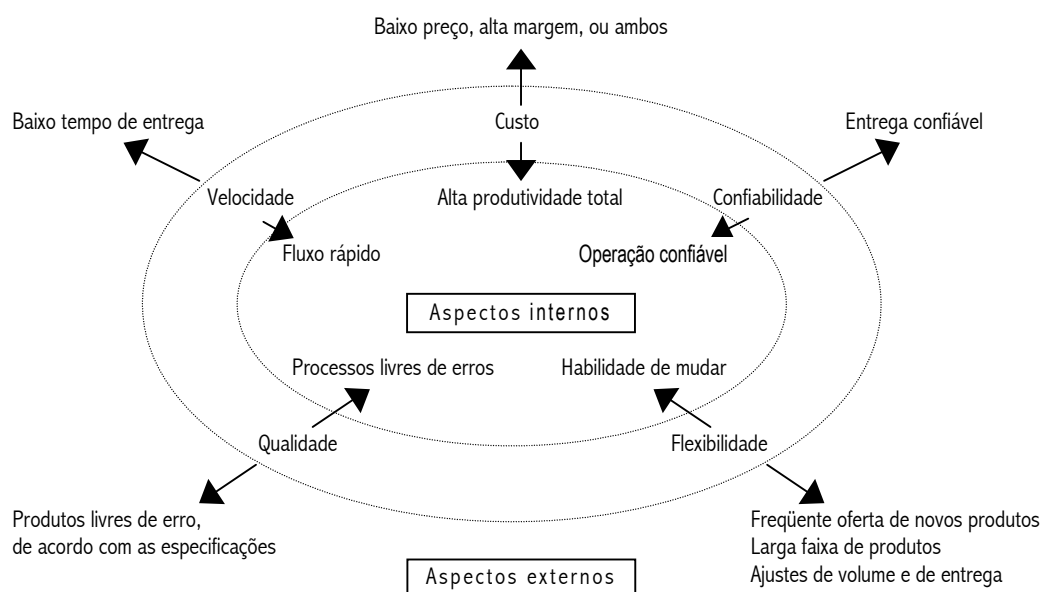 Baixo preço, alta margem, ou ambos
Baixo tempo de entrega
Custo
Entrega confiável
Velocidade
Alta produtividade total
Confiabilidade
Fluxo rápido
Operação confiável
Aspectos internos
Processos livres de erros
Habilidade de mudar
Qualidade
Flexibilidade
Produtos livres de erro,
de acordo com as especificações
Freqüente oferta de novos produtos
Larga faixa de produtos
Ajustes de volume e de entrega
Aspectos externos